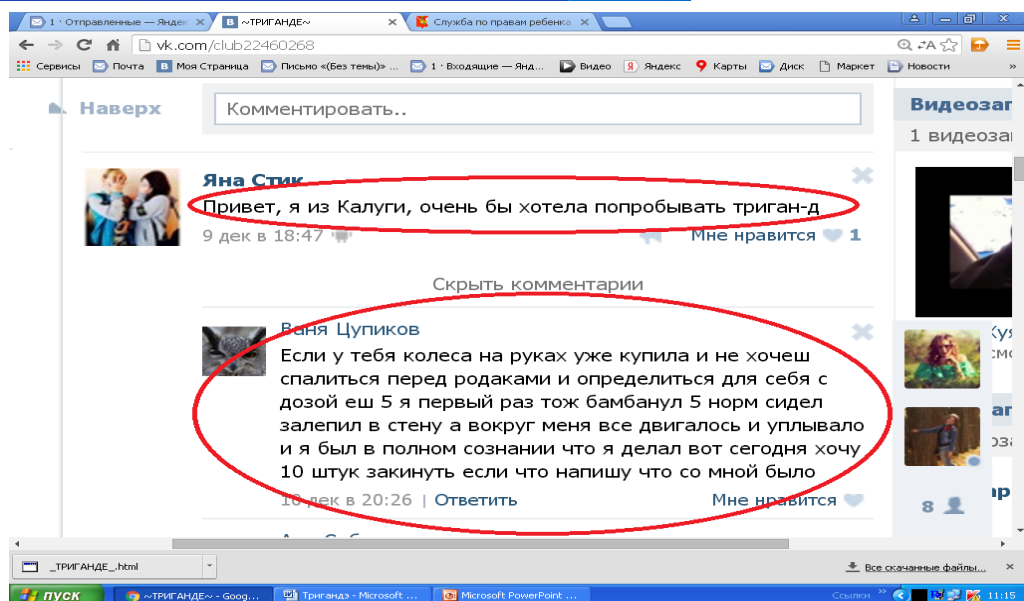 1 · Отправленные — Яндек
~ТРИГАНДЕ~
Служба по правам ребенка
vk.com/club22460268
Сервисы Почта Моя Страница Письмо «(Без темы)» ... 1 · Входящие — Янд... Видео Яндекс Карты Диск Маркет Новости »
Наверх
Комментировать..
Видеозап
1 видеозап
Яна Стик
Привет, я из Калуги, очень бы хотела попробывать триган-д
9 дек в 18:47
Мне нравится 1
Скрыть комментарии
Ваня Цупиков
Если у тебя колеса на руках уже купила и не хочеш
спалиться перед родаками и определиться для себя с
дозой еш 5 я первый раз тож бамбанул 5 норм сидел
залепил в стену а вокруг меня все двигалось и уплывало
и я был в полном сознании что я делал вот сегодня хочу
10 штук закинуть если что напишу что со мной было
10 дек в 20:26 | Ответить
Мне нравится
8
_ТРИГАНДЕ_.html
Все скачанные файлы...
пуск
~ТРИГАНДЕ~ - Goog...
Тригандэ - Microsoft ...
Microsoft PowerPoint ...
Ссылки »
11:15